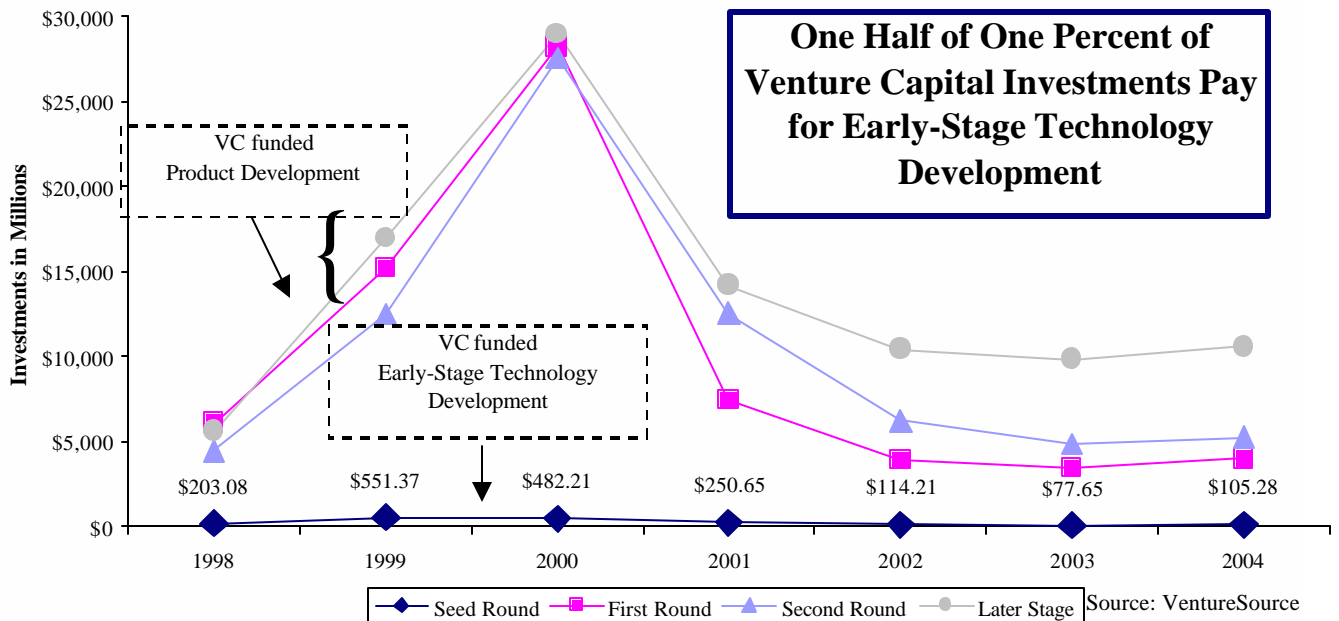 One Half of One Percent of
Venture Capital Investments Pay
for Early-Stage Technology
Development
Investments in Millions
$30,000
$25,000
$20,000
$15,000
$10,000
$5,000
$0
VC funded
Product Development
{
VC funded
Early-Stage Technology
Development
$203.08
$551.37
$482.21
$250.65
$114.21
$77.65
$105.28
1998
1999
2000
2001
2002
2003
2004
Seed Round
First Round
Second Round
Later Stage
Source: VentureSource